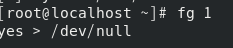 [root@localhost ~]# fg 1
yes > /dev/null